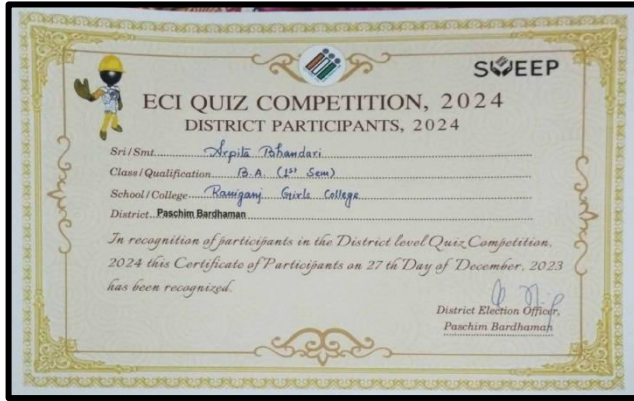 SWEEP
ECI QUIZ COMPETITION, 2024
DISTRICT PARTICIPANTS, 2024
Sri/Smt. Arpita Bhandari
Class/Qualification B.A. (1st Sem)
School/College Raniganj Girls College
District Paschim Bardhaman
In recognition of participants in the District level Quiz Competition,
2024 this Certificate of Participants on 27 th Day of December, 2023
has been recognized.
District Election Officer,
Paschim Bardhaman